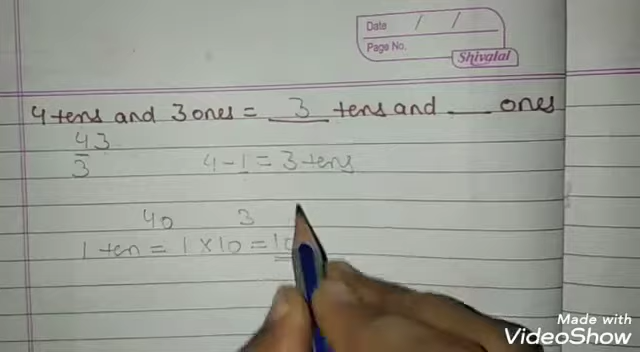 Date / /
Page No.
Shivalal
4 tens and 3 ones = 3 tens and __ ones
43
3
4-1 = 3 tens
40 3
1 ten = 1 × 10 = 10
Made with
VideoShow